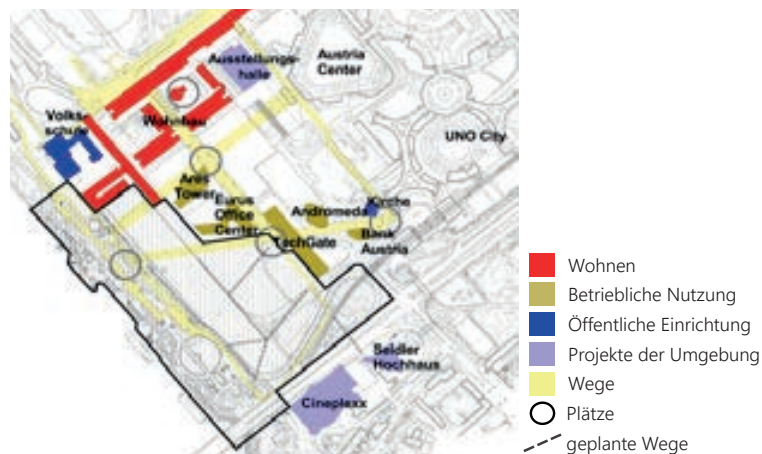 Ausstellungs-
halle
Austria
Center
Volks-
schule
Wohnbau
UNO City
Ares
Tower
Eurus
Office
Center
Andromeda
Kirche
TechGate
Bank
Austria
Seidler
Hochhaus
Cineplexx
Wohnen
Betriebliche Nutzung
Öffentliche Einrichtung
Projekte der Umgebung
Wege
Plätze
geplante Wege